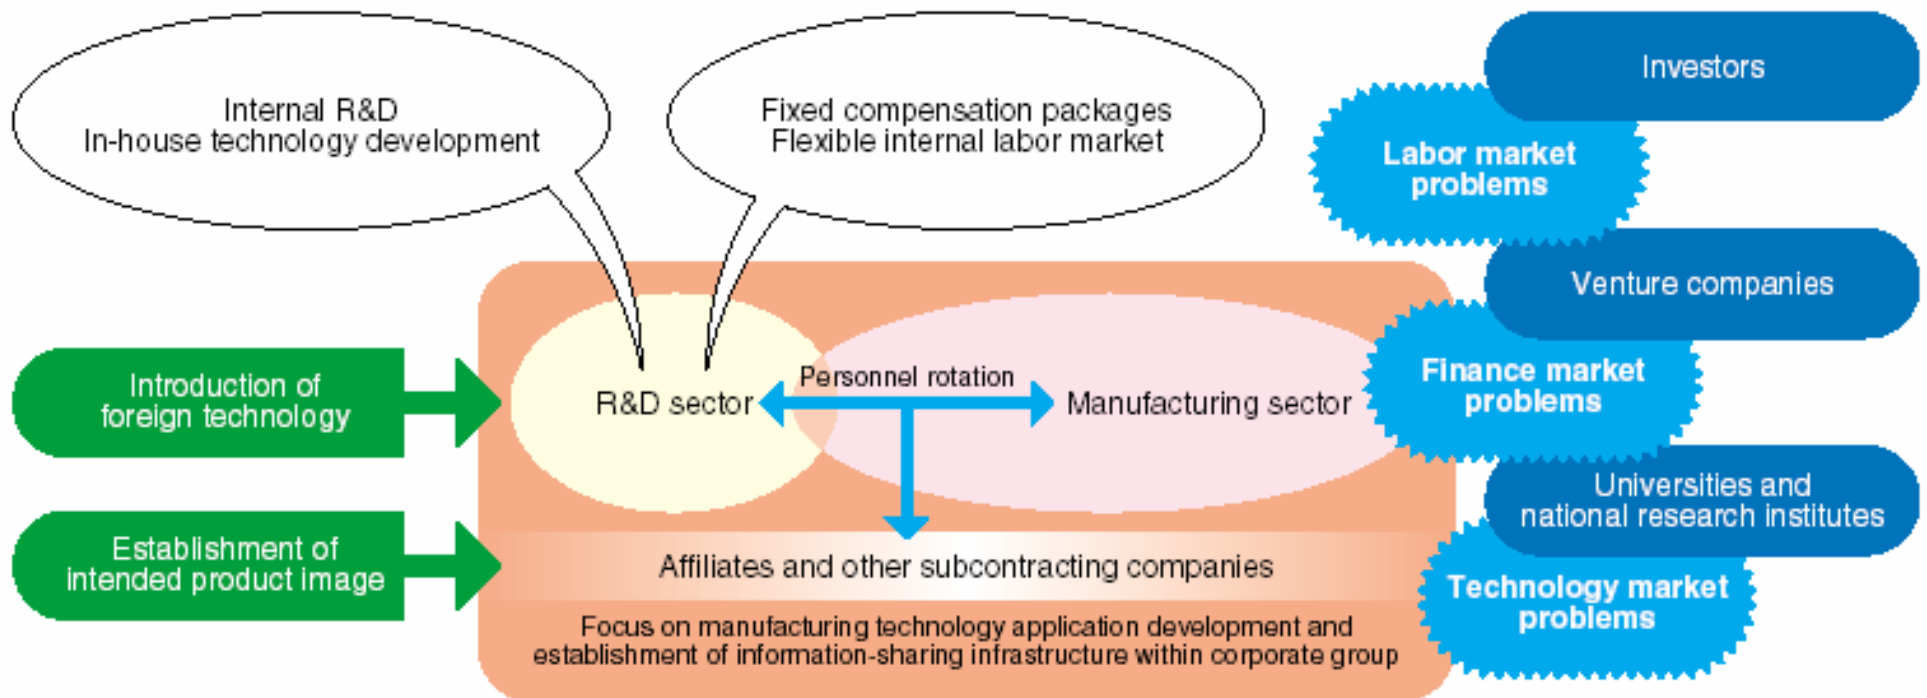 Internal R&D
In-house technology development
Fixed compensation packages
Flexible internal labor market
Investors
Labor market
problems
Venture companies
Introduction of
foreign technology
R&D sector
Personnel rotation
Manufacturing sector
Finance market
problems
Universities and
national research institutes
Establishment of
intended product image
Affiliates and other subcontracting companies
Technology market
problems
Focus on manufacturing technology application development and
establishment of information-sharing infrastructure within corporate group